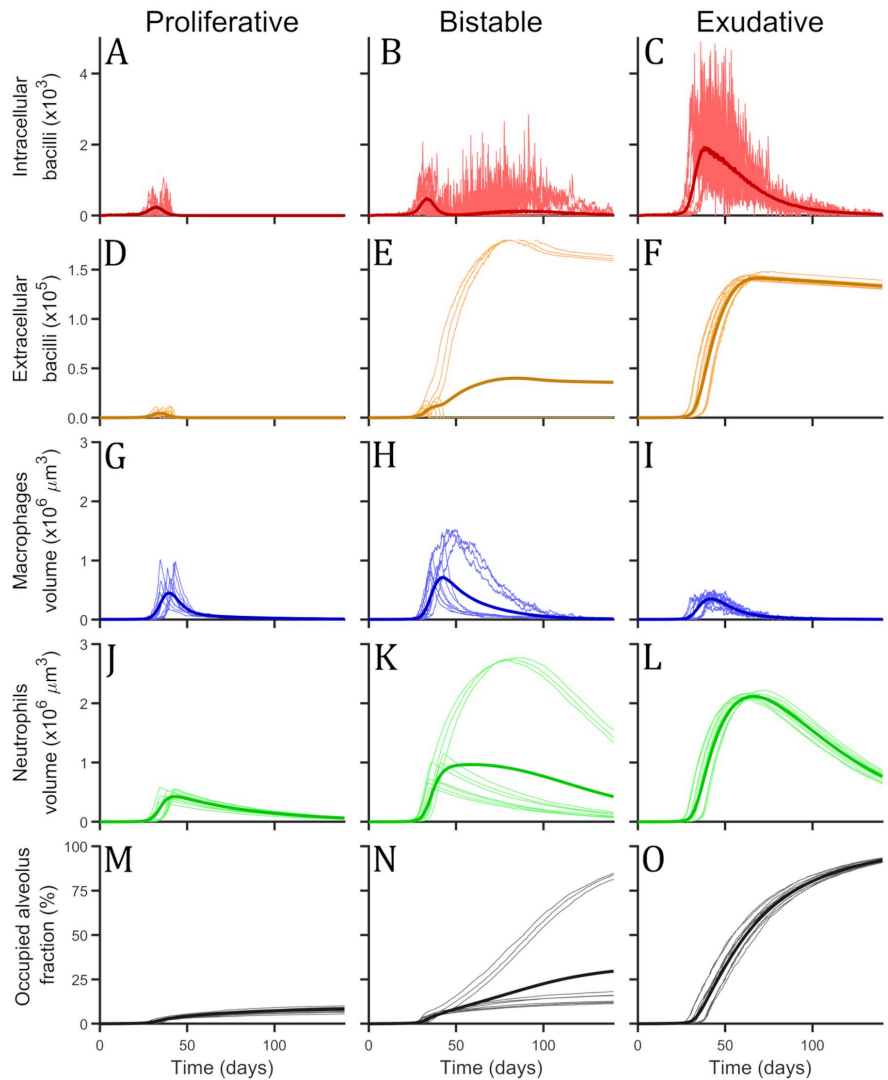 Proliferative Bistable Exudative
A B C
Intracellular
bacilli (x10³)
4
2
0
D E F
Extracellular
bacilli (x10⁵)
1.5
1.0
0.5
0.0
G H I
Macrophages
volume (x10⁶ μm³)
3
2
1
0
J K L
Neutrophils
volume (x10⁶ μm³)
3
2
1
0
M N O
Occupied alveolus
fraction (%)
100
75
50
25
0
0 50 100 0 50 100 0 50 100
Time (days) Time (days) Time (days)